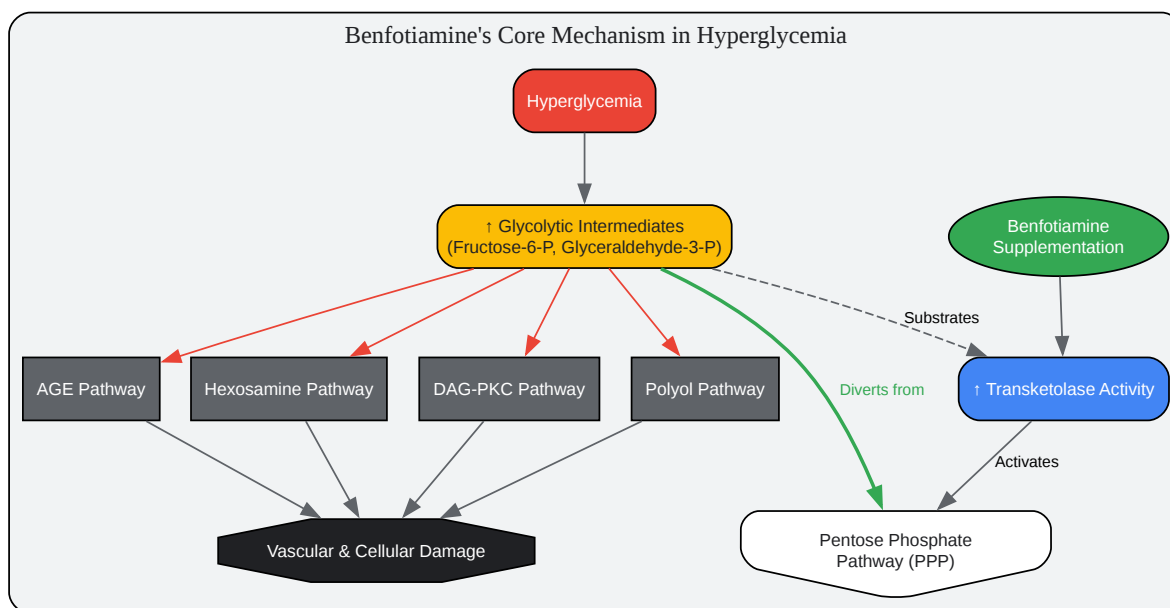 Benfotiamine's Core Mechanism in Hyperglycemia
Hyperglycemia
↑ Glycolytic Intermediates
(Fructose-6-P, Glyceraldehyde-3-P)
Benfotiamine
Supplementation
Substrates
AGE Pathway
Hexosamine Pathway
DAG-PKC Pathway
Polyol Pathway
Diverts from
↑ Transketolase Activity
Activates
Vascular & Cellular Damage
Pentose Phosphate
Pathway (PPP)